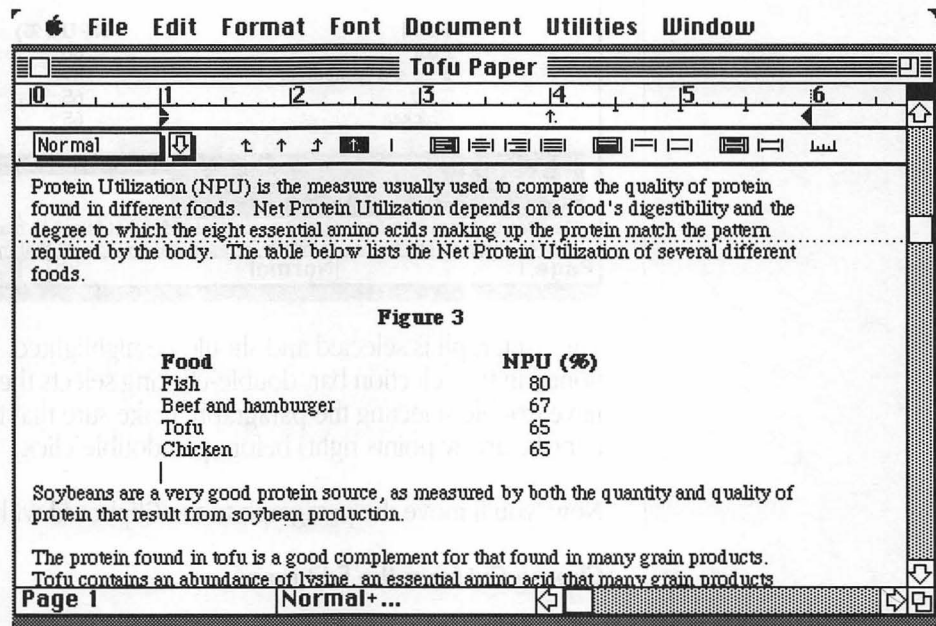 File Edit Format Font Document Utilities Window
Tofu Paper
0 1 2 3 4 5 6
Normal
Protein Utilization (NPU) is the measure usually used to compare the quality of protein
found in different foods. Net Protein Utilization depends on a food's digestibility and the
degree to which the eight essential amino acids making up the protein match the pattern
required by the body. The table below lists the Net Protein Utilization of several different
foods.
Figure 3
Food NPU (%)
Fish 80
Beef and hamburger 67
Tofu 65
Chicken 65
Soybeans are a very good protein source, as measured by both the quantity and quality of
protein that result from soybean production.
The protein found in tofu is a good complement for that found in many grain products.
Tofu contains an abundance of lysine, an essential amino acid that many grain products
Page 1 Normal+...